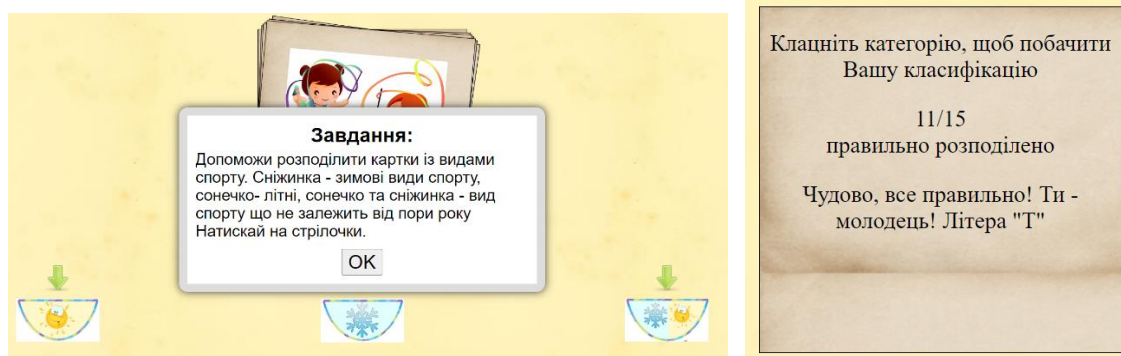 Завдання:
Допоможи розподілити картки із видами
спорту. Сніжинка - зимові види спорту,
сонечко- літні, сонечко та сніжинка - вид
спорту що не залежить від пори року
Натискай на стрілочки.
OK
Клацніть категорію, щоб побачити
Вашу класифікацію
11/15
правильно розподілено
Чудово, все правильно! Ти -
молодець! Літера "Т"